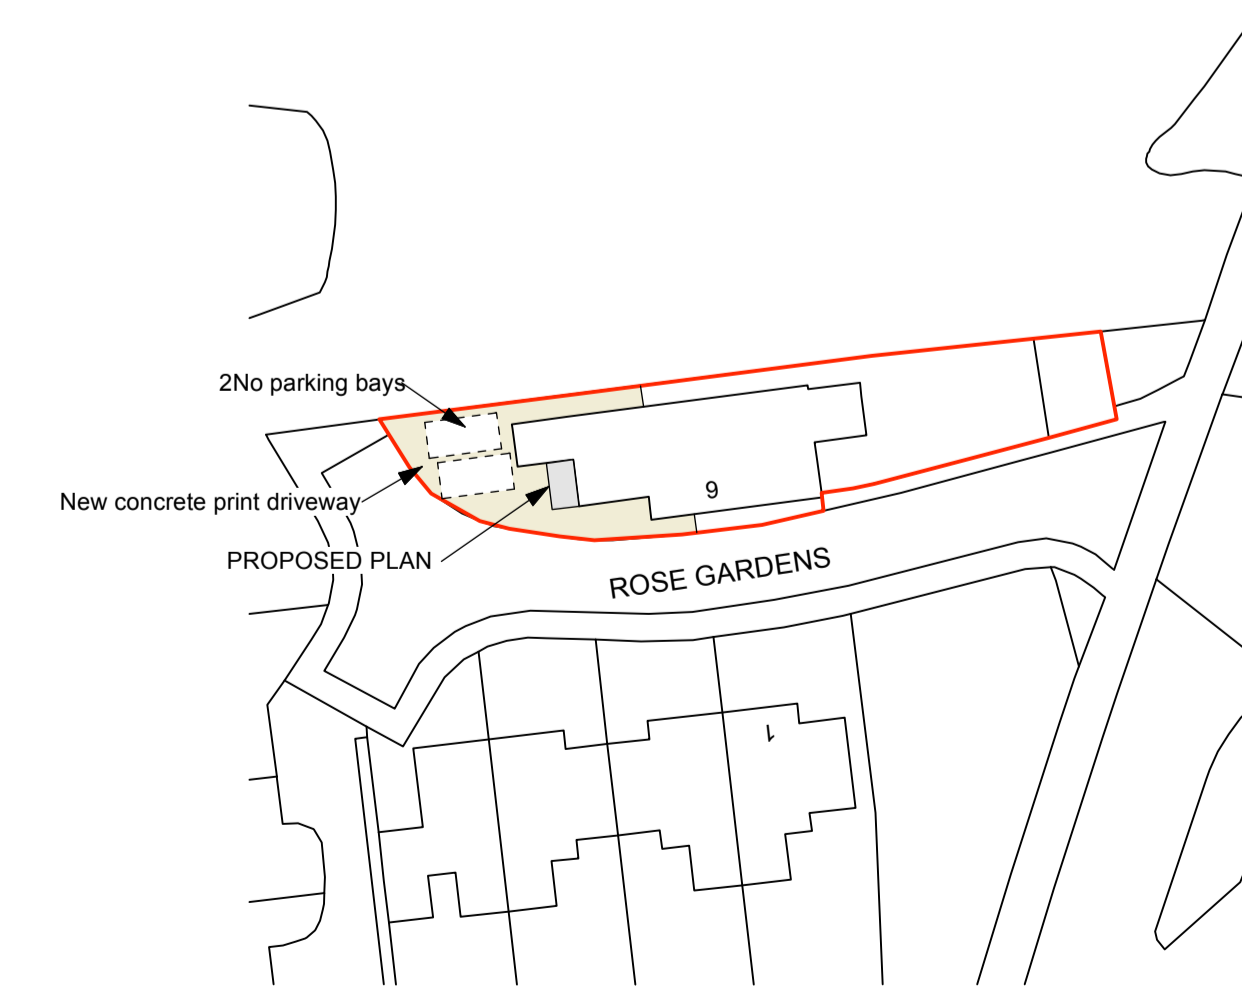 2No parking bays
New concrete print driveway
9
PROPOSED PLAN
ROSE GARDENS
1